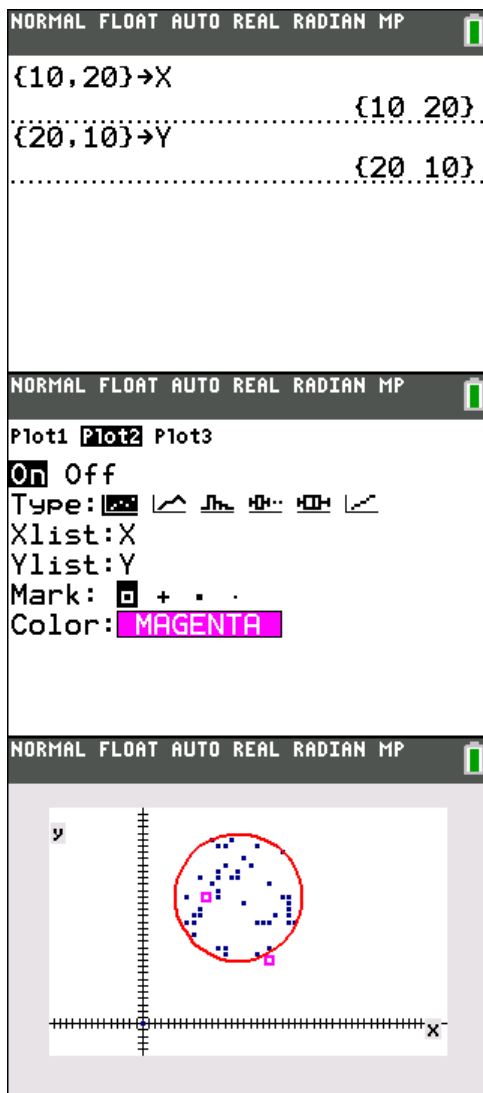 NORMAL FLOAT AUTO REAL RADIAN MP
{10,20}→X
{10 20}
{20,10}→Y
{20 10}
NORMAL FLOAT AUTO REAL RADIAN MP
Plot1 Plot2 Plot3
On Off
Type:
Xlist:X
Ylist:Y
Mark: + ▪ ·
Color: MAGENTA
NORMAL FLOAT AUTO REAL RADIAN MP
y
x